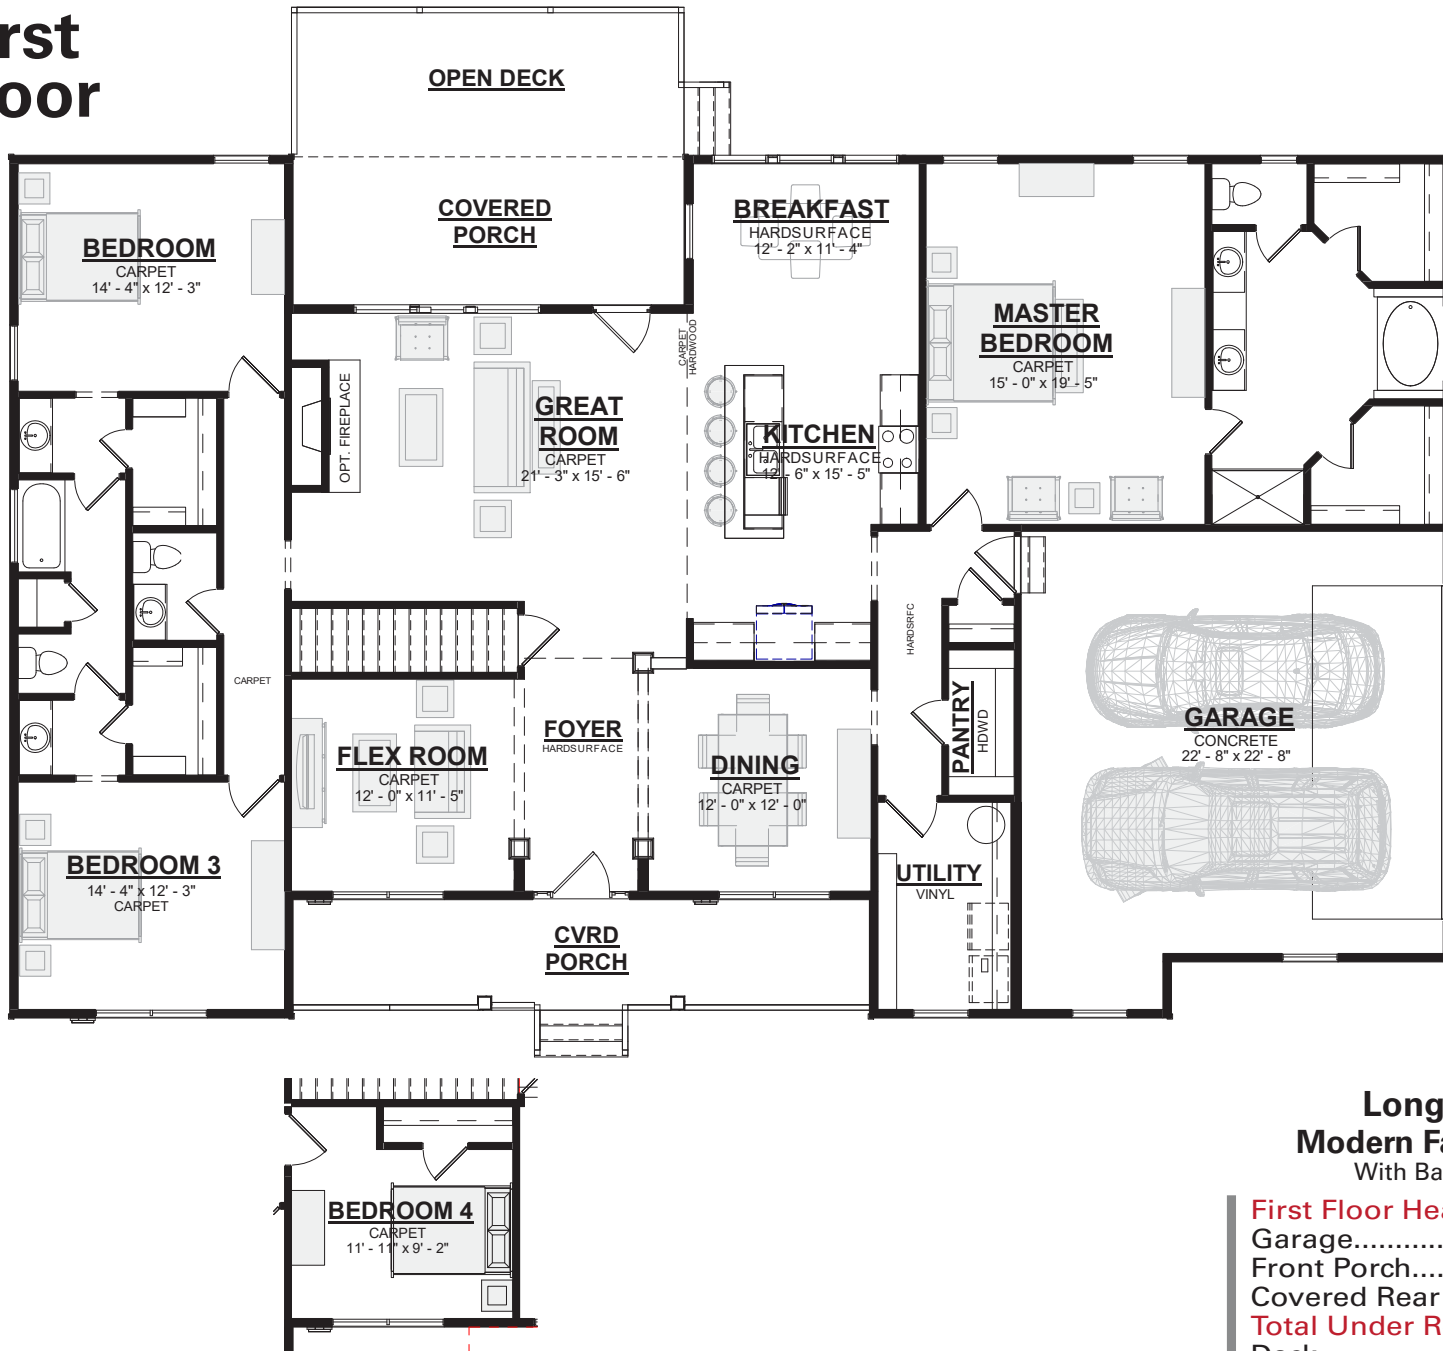 rst
oor
OPEN DECK
COVERED
PORCH
BREAKFAST
HARDSURFACE
12' - 2" x 11' - 4"
BEDROOM
CARPET
14' - 4" x 12' - 3"
MASTER
BEDROOM
CARPET
15' - 0" x 19' - 5"
CARPET
HARDWOOD
OPT. FIREPLACE
GREAT
ROOM
CARPET
21' - 3" x 15' - 6"
KITCHEN
HARDSURFACE
12' - 6" x 15' - 5"
HARDSRFC
CARPET
PANTRY
HDWD
FOYER
HARDSURFACE
FLEX ROOM
CARPET
12' - 0" x 11' - 5"
DINING
CARPET
12' - 0" x 12' - 0"
GARAGE
CONCRETE
22' - 8" x 22' - 8"
BEDROOM 3
14' - 4" x 12' - 3"
CARPET
UTILITY
VINYL
CVRD
PORCH
BEDROOM 4
CARPET
11' - 11" x 9' - 2"
Long
Modern Fa
With Ba
First Floor Hea
Garage...........
Front Porch....
Covered Rear
Total Under R
Deck